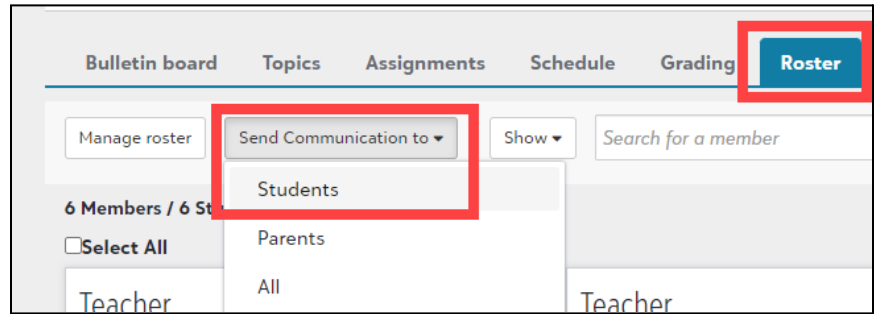 Bulletin board Topics Assignments Schedule Grading Roster
Manage roster Send Communication to Show Search for a member
Students
6 Members / 6 St
Parents
Select All
All
Teacher Teacher